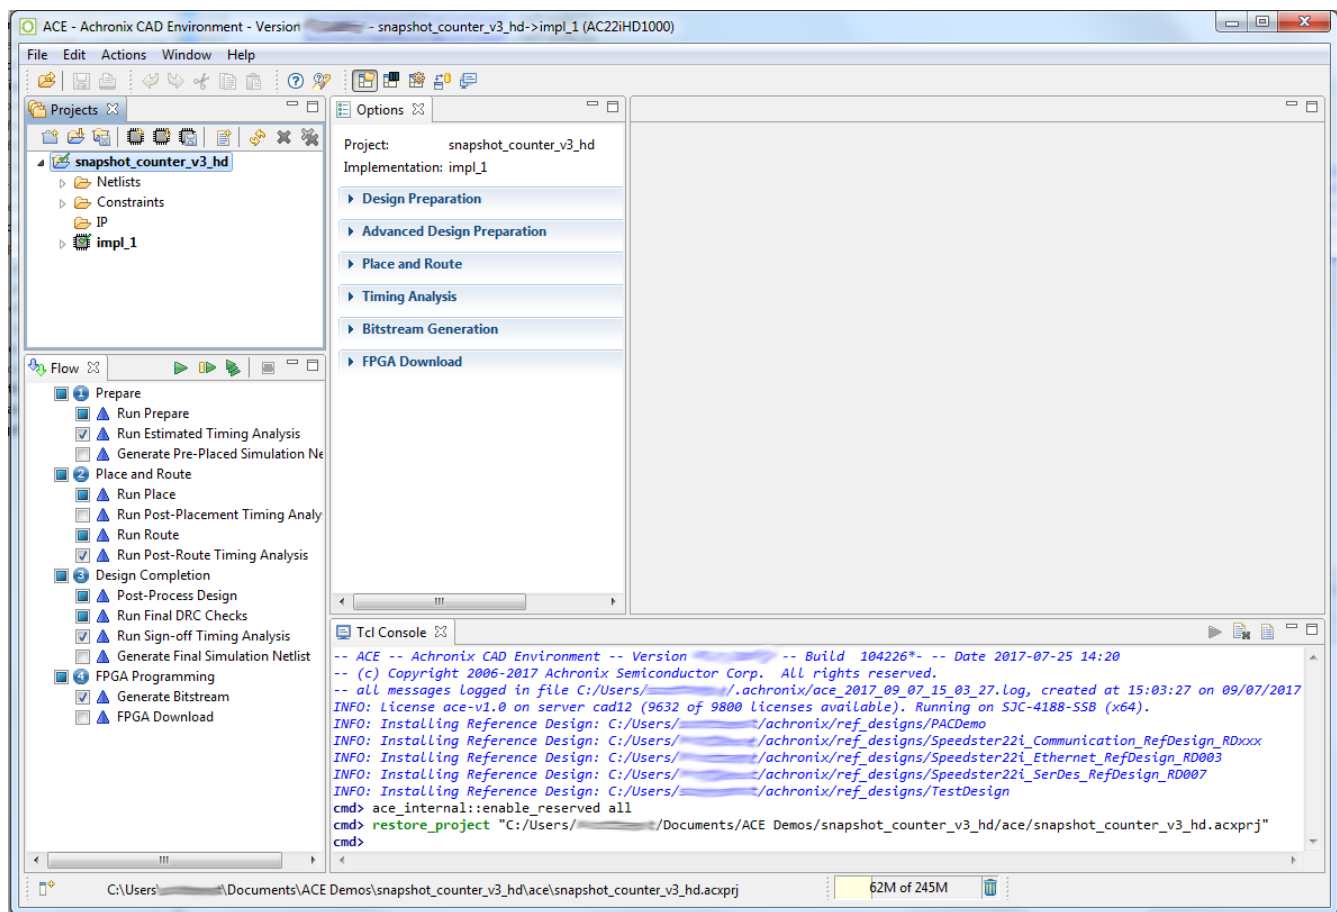 ACE - Achronix CAD Environment - Version - snapshot_counter_v3_hd->impl_1 (AC22iHD1000)
File Edit Actions Window Help
Projects
snapshot_counter_v3_hd
Netlists
Constraints
IP
impl_1
Options
Project: snapshot_counter_v3_hd
Implementation: impl_1
Design Preparation
Advanced Design Preparation
Place and Route
Timing Analysis
Bitstream Generation
FPGA Download
Flow
1 Prepare
Run Prepare
Run Estimated Timing Analysis
Generate Pre-Placed Simulation Ne
2 Place and Route
Run Place
Run Post-Placement Timing Analy
Run Route
Run Post-Route Timing Analysis
3 Design Completion
Post-Process Design
Run Final DRC Checks
Run Sign-off Timing Analysis
Generate Final Simulation Netlist
4 FPGA Programming
Generate Bitstream
FPGA Download
Tcl Console
-- ACE -- Achronix CAD Environment -- Version -- Build 104226*- -- Date 2017-07-25 14:20
-- (c) Copyright 2006-2017 Achronix Semiconductor Corp. All rights reserved.
-- all messages logged in file C:/Users/ /.achronix/ace_2017_09_07_15_03_27.log, created at 15:03:27 on 09/07/2017
INFO: License ace-v1.0 on server cad12 (9632 of 9800 licenses available). Running on SJC-4188-SSB (x64).
INFO: Installing Reference Design: C:/Users/ /achronix/ref_designs/PACDemo
INFO: Installing Reference Design: C:/Users/ /achronix/ref_designs/Speedster22i_Communication_RefDesign_RDxxx
INFO: Installing Reference Design: C:/Users/ /achronix/ref_designs/Speedster22i_Ethernet_RefDesign_RD003
INFO: Installing Reference Design: C:/Users/ /achronix/ref_designs/Speedster22i_SerDes_RefDesign_RD007
INFO: Installing Reference Design: C:/Users/ /achronix/ref_designs/TestDesign
cmd> ace_internal::enable_reserved all
cmd> restore_project "C:/Users/ /Documents/ACE Demos/snapshot_counter_v3_hd/ace/snapshot_counter_v3_hd.acxprj"
cmd>
C:\Users\ \Documents\ACE Demos\snapshot_counter_v3_hd\ace\snapshot_counter_v3_hd.acxprj
62M of 245M